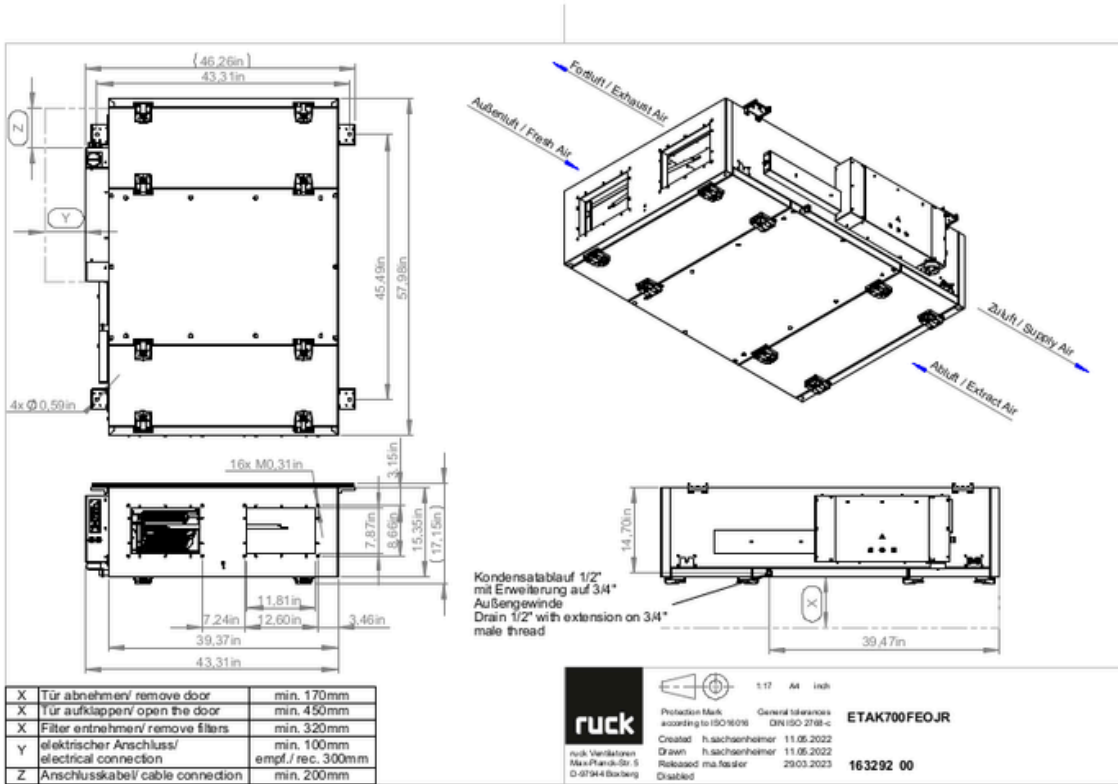 (46,26in)
43,31in
Z
Y
45,49in
57,98in
4x Ø 0,59in
Fortluft / Exhaust Air
Außenluft / Fresh Air
Zuluft / Supply Air
Abluft / Extract Air
16x M0,31in
3,15in
7,87in
8,66in
15,35in
(17,15in)
11,81in
7,24in
12,60in
3,46in
39,37in
43,31in
14,70in
X
39,47in
Kondensatablauf 1/2"
mit Erweiterung auf 3/4"
Außengewinde
Drain 1/2" with extension on 3/4"
male thread
X Tür abnehmen/ remove door min. 170mm
X Tür aufklappen/ open the door min. 450mm
X Filter entnehmen/ remove filters min. 320mm
Y elektrischer Anschluss/ min. 100mm
electrical connection empf./ rec. 300mm
Z Anschlusskabel/ cable connection min. 200mm
ruck
ruck Ventilatoren
Max-Planck-Str. 5
D-97944 Boxberg
1:17 A4 inch
Protection Mark General tolerances
according to ISO16016 DIN ISO 2768-c
ETAK700FEOJR
Created h.sachsenheimer 11.05.2022
Drawn h.sachsenheimer 11.05.2022
Released ma.fessler 29.03.2023
163292 00
Disabled